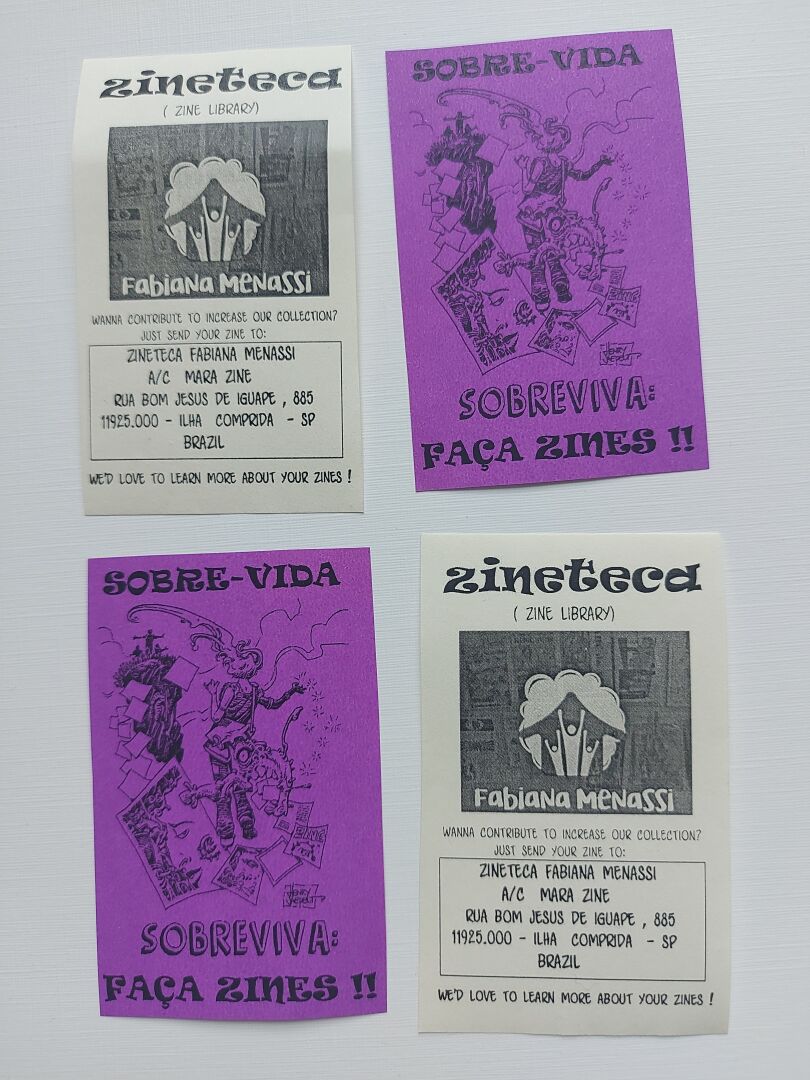 zineteca
( ZINE LIBRARY)
Fabiana Menassi
WANNA CONTRIBUTE TO INCREASE OUR COLLECTION?
JUST SEND YOUR ZINE TO:
ZINETECA FABIANA MENASSI
A/C MARA ZINE
RUA BOM JESUS DE IGUAPE , 885
11925.000 - ILHA COMPRIDA - SP
BRAZIL
WE'D LOVE TO LEARN MORE ABOUT YOUR ZINES !
SOBRE-VIDA
ZINE
HENRY
SOBREVIVA:
FAÇA ZINES !!
SOBRE-VIDA
ZINE
HENRY
SOBREVIVA:
FAÇA ZINES !!
zineteca
( ZINE LIBRARY)
Fabiana Menassi
WANNA CONTRIBUTE TO INCREASE OUR COLLECTION?
JUST SEND YOUR ZINE TO:
ZINETECA FABIANA MENASSI
A/C MARA ZINE
RUA BOM JESUS DE IGUAPE , 885
11925.000 - ILHA COMPRIDA - SP
BRAZIL
WE'D LOVE TO LEARN MORE ABOUT YOUR ZINES !